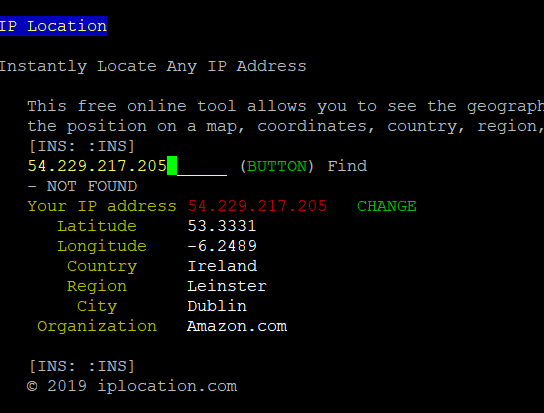 IP Location
Instantly Locate Any IP Address
This free online tool allows you to see the geograph
the position on a map, coordinates, country, region,
[INS: :INS]
54.229.217.205______ (BUTTON) Find
- NOT FOUND
Your IP address 54.229.217.205 CHANGE
Latitude 53.3331
Longitude -6.2489
Country Ireland
Region Leinster
City Dublin
Organization Amazon.com
[INS: :INS]
© 2019 iplocation.com